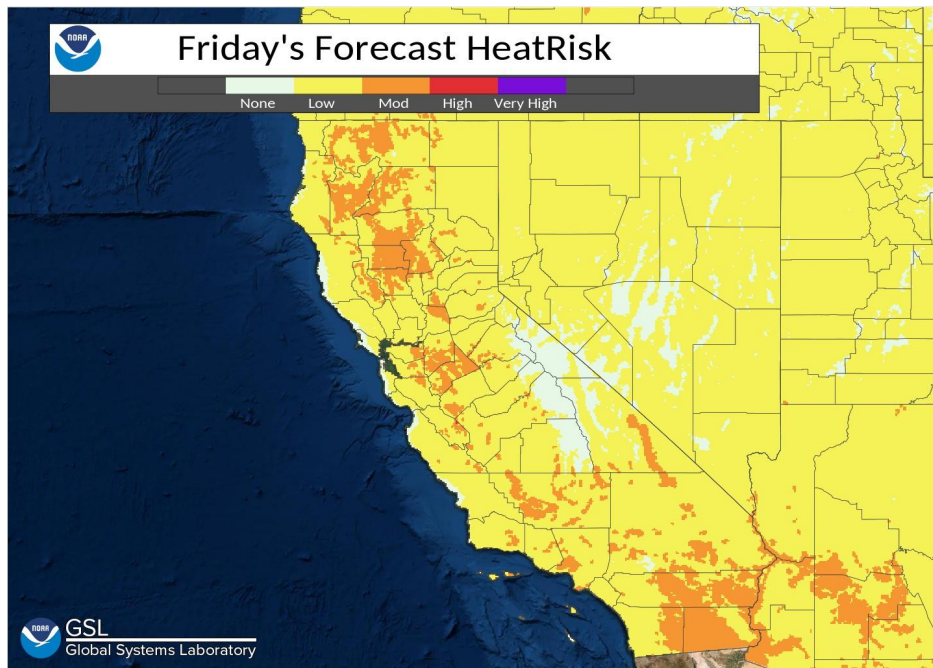 NOAA
Friday's Forecast HeatRisk
None Low Mod High Very High
NOAA
GSL
Global Systems Laboratory